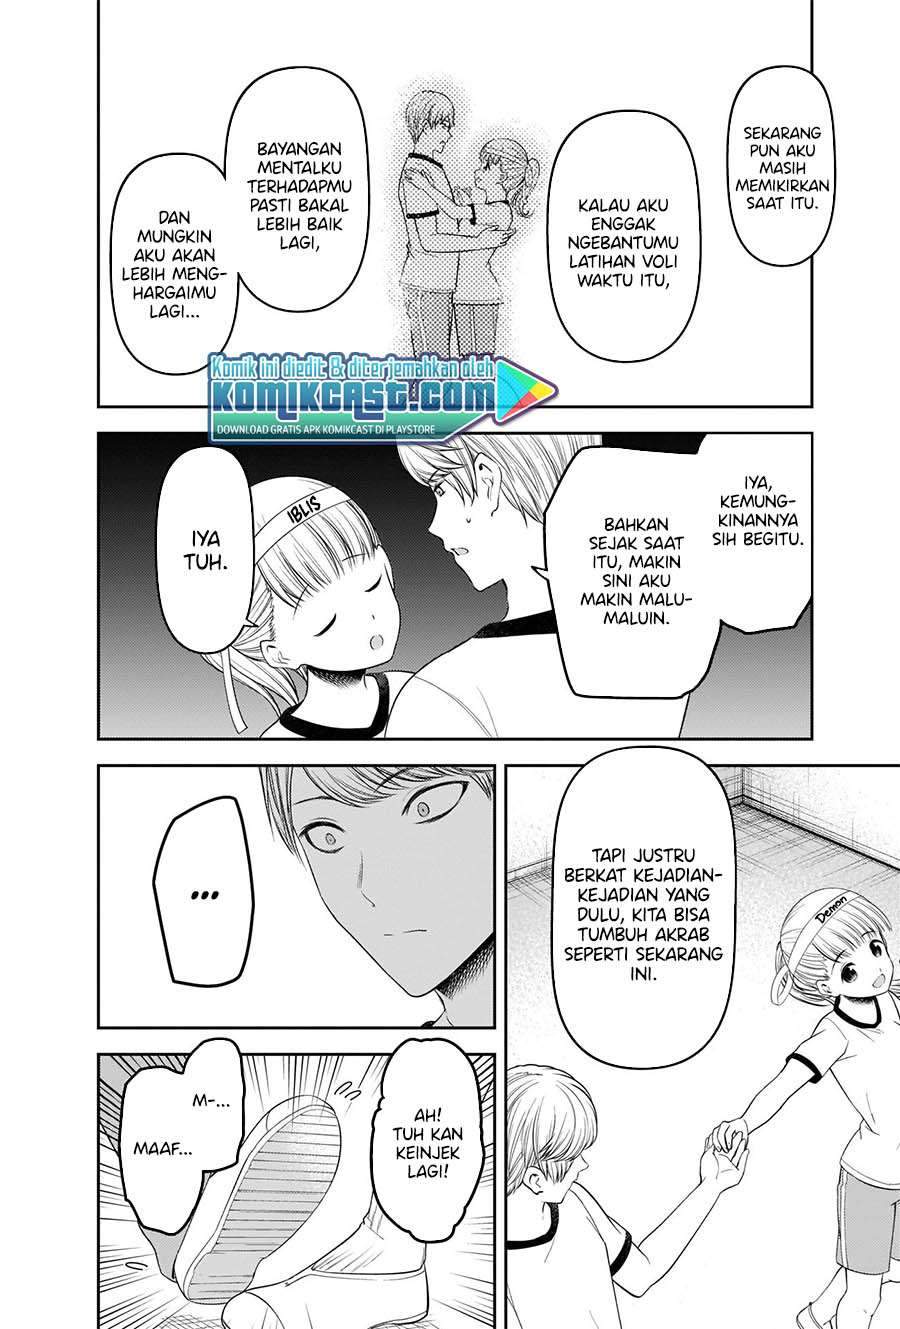 SEKARANG
PUN AKU
MASIH
MEMIKIRKAN
SAAT ITU.
KALAU AKU
ENGGAK
NGEBANTUMU
LATIHAN VOLI
WAKTU ITU,
BAYANGAN
MENTALKU
TERHADAPMU
PASTI BAKAL
LEBIH BAIK
LAGI,
DAN
MUNGKIN
AKU AKAN
LEBIH MENG-
HARGAIMU
LAGI...
Komik ini diedit & diterjemahkan oleh
KOMIKCAST.COM
DOWNLOAD GRATIS APK KOMIKCAST DI PLAYSTORE
IYA,
KEMUNG-
KINANNYA
SIH BEGITU.
BAHKAN
SEJAK SAAT
ITU, MAKIN
SINI AKU
MAKIN MALU-
MALUIN.
IBLIS
IYA
TUH.
TAPI JUSTRU
BERKAT KEJADIAN-
KEJADIAN YANG
DULU, KITA BISA
TUMBUH AKRAB
SEPERTI SEKARANG
INI.
Demon
...
AH!
TUH KAN
KEINJEK
LAGI!
M-...
MAAF...